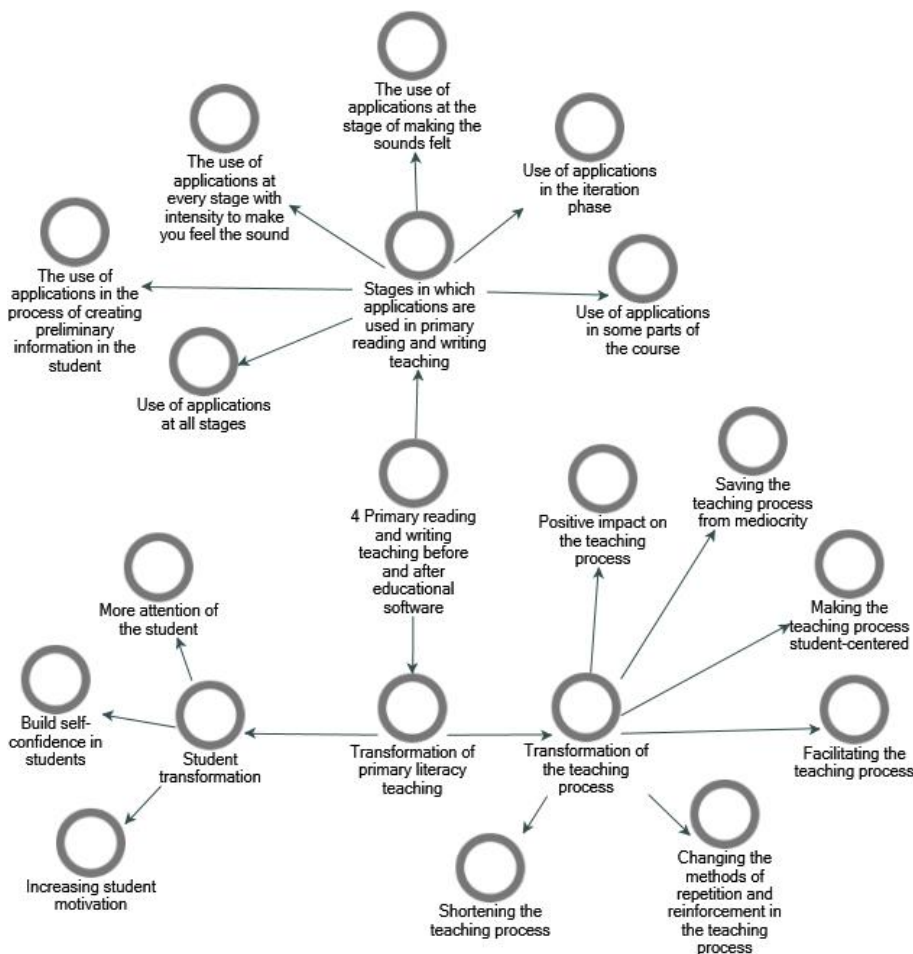 The use of
applications at the
stage of making the
sounds felt
The use of
applications at
every stage with
intensity to make
you feel the sound
Use of applications
in the iteration
phase
The use of
applications in the
process of creating
preliminary
information in the
student
Stages in which
applications are
used in primary
reading and writing
teaching
Use of applications
in some parts of
the course
Use of applications
at all stages
4 Primary reading
and writing
teaching before
and after
educational
software
Positive impact on
the teaching
process
Saving the
teaching process
from mediocrity
More attention of
the student
Making the
teaching process
student-centered
Build self-
confidence in
students
Student
transformation
Transformation of
primary literacy
teaching
Transformation of
the teaching
process
Facilitating the
teaching process
Increasing student
motivation
Shortening the
teaching process
Changing the
methods of
repetition and
reinforcement in
the teaching
process